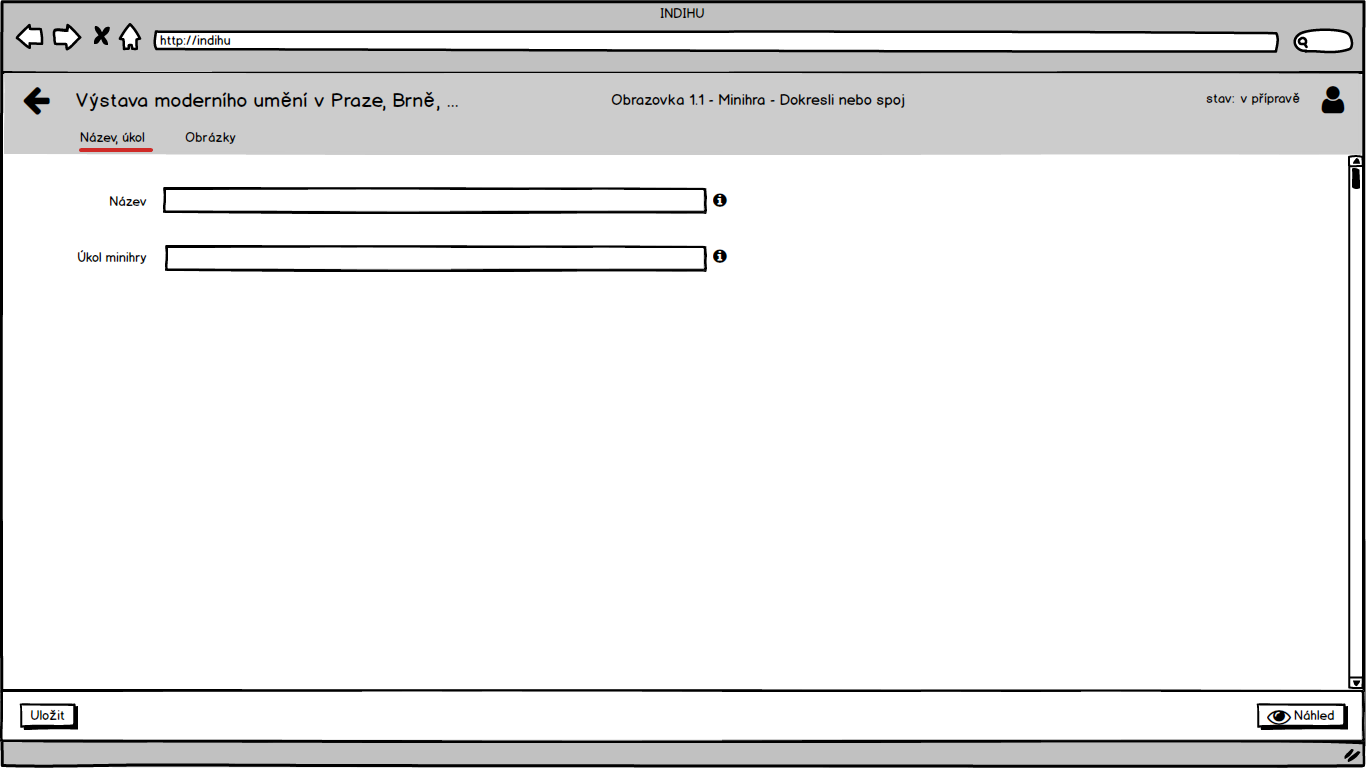 INDIHU
http://indihu
Výstava moderního umění v Praze, Brně, ...
Obrazovka 1.1 - Minihra - Dokresli nebo spoj
stav: v přípravě
Název, úkol
Obrázky
Název
Úkol minihry
Uložit
Náhled